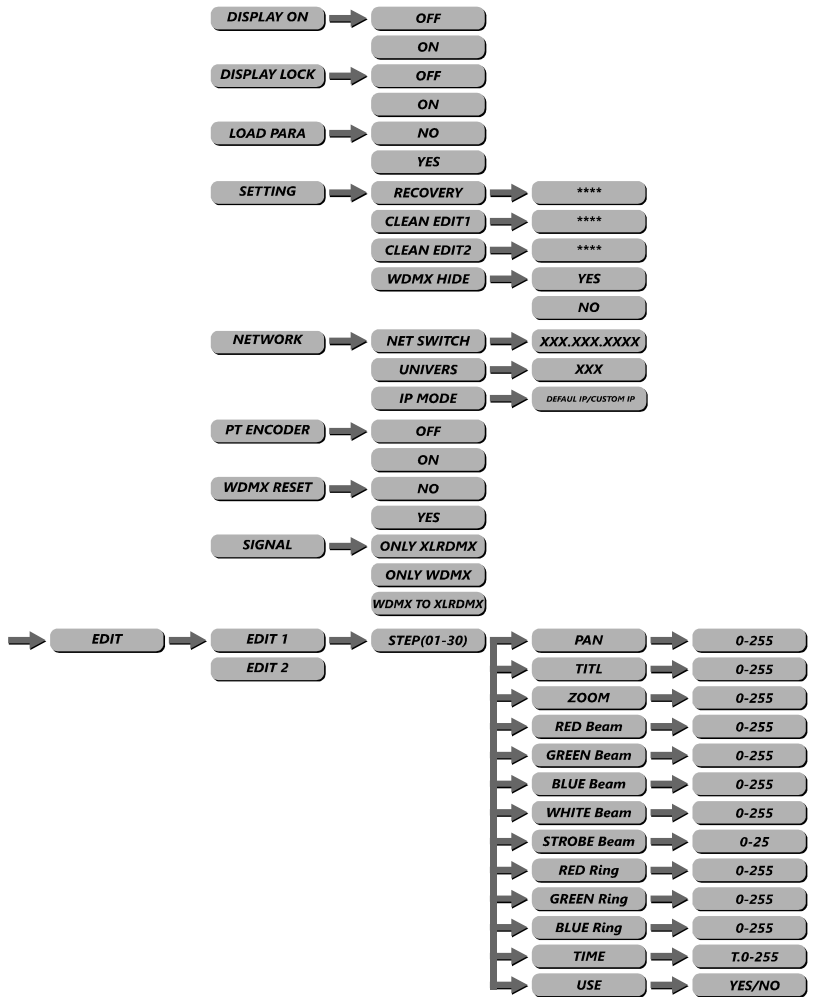 DISPLAY ON OFF
ON
DISPLAY LOCK OFF
ON
LOAD PARA NO
YES
SETTING RECOVERY ****
CLEAN EDIT1 ****
CLEAN EDIT2 ****
WDMX HIDE YES
NO
NETWORK NET SWITCH XXX.XXX.XXXX
UNIVERS XXX
IP MODE DEFAUL IP/CUSTOM IP
PT ENCODER OFF
ON
WDMX RESET NO
YES
SIGNAL ONLY XLRDMX
ONLY WDMX
WDMX TO XLRDMX
EDIT EDIT 1 STEP(01-30) PAN 0-255
EDIT 2 TITL 0-255
ZOOM 0-255
RED Beam 0-255
GREEN Beam 0-255
BLUE Beam 0-255
WHITE Beam 0-255
STROBE Beam 0-25
RED Ring 0-255
GREEN Ring 0-255
BLUE Ring 0-255
TIME T.0-255
USE YES/NO